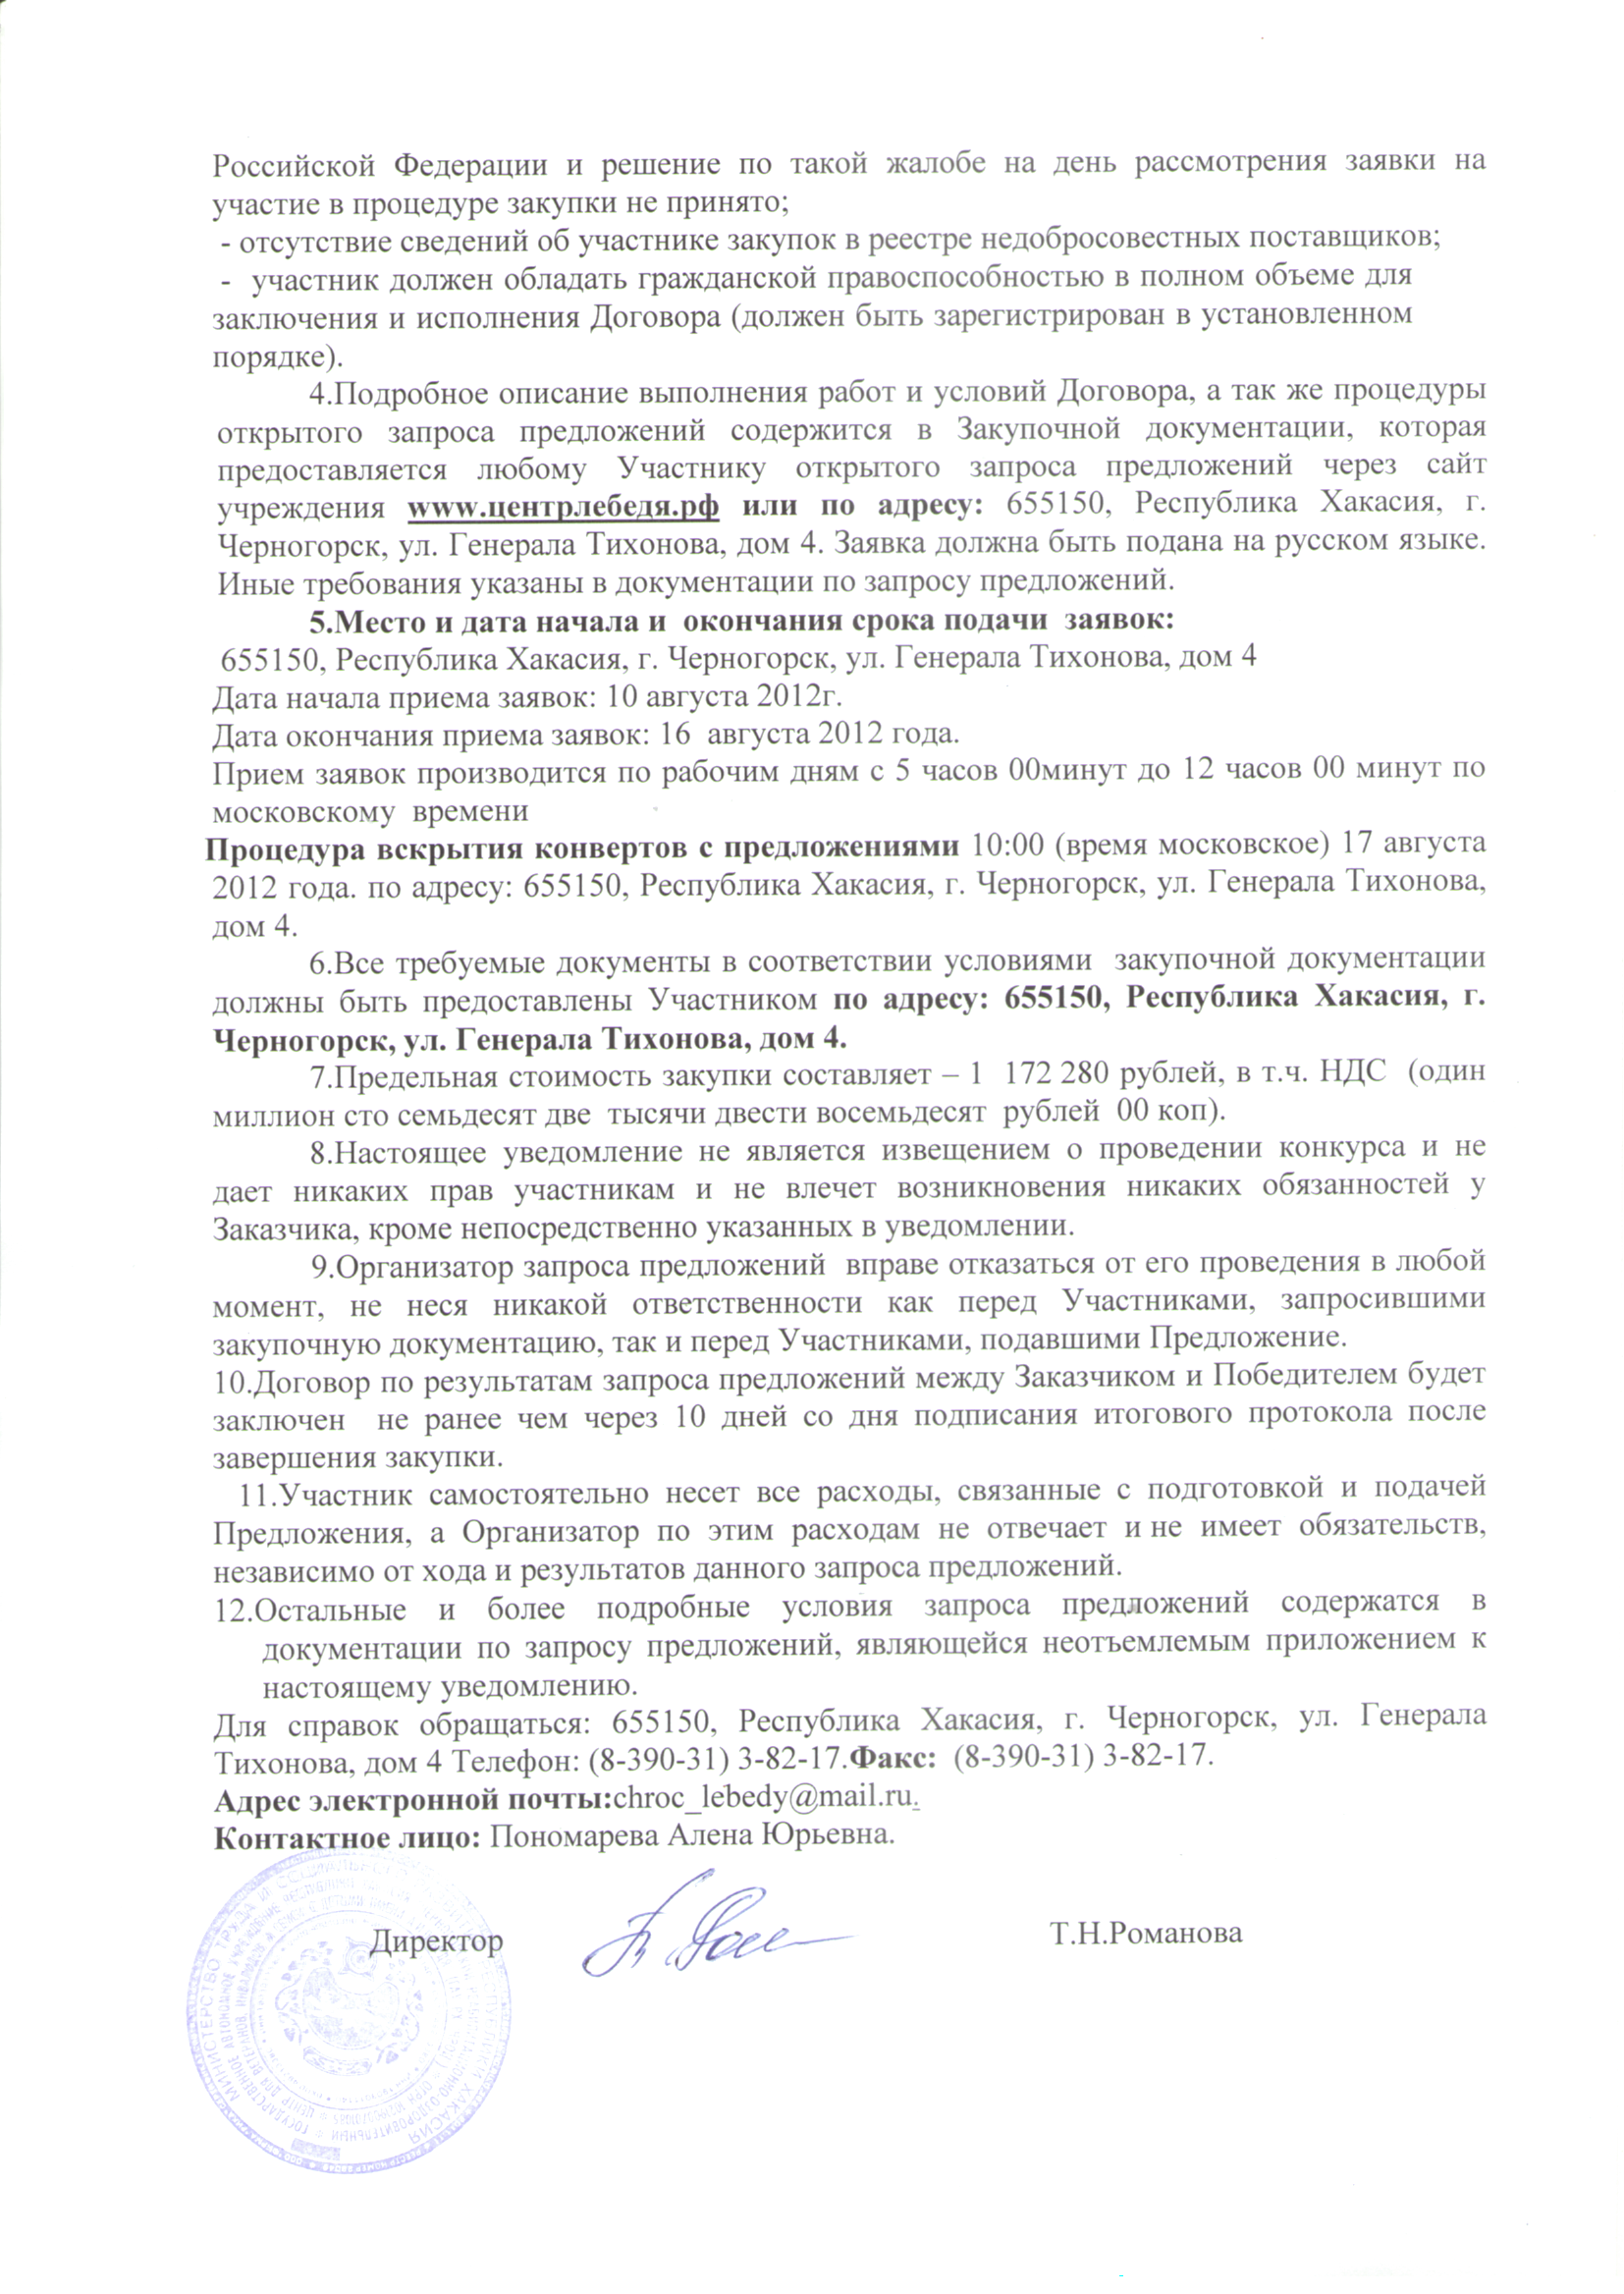 Российской Федерации и решение по такой жалобе на день рассмотрения заявки на
участие в процедуре закупки не принято;
- отсутствие сведений об участнике закупок в реестре недобросовестных поставщиков;
- участник должен обладать гражданской правоспособностью в полном объеме для
заключения и исполнения Договора (должен быть зарегистрирован в установленном
порядке).
4.Подробное описание выполнения работ и условий Договора, а так же процедуры
открытого запроса предложений содержится в Закупочной документации, которая
предоставляется любому Участнику открытого запроса предложений через сайт
учреждения www.центрлебедя.рф или по адресу: 655150, Республика Хакасия, г.
Черногорск, ул. Генерала Тихонова, дом 4. Заявка должна быть подана на русском языке.
Иные требования указаны в документации по запросу предложений.
5.Место и дата начала и окончания срока подачи заявок:
655150, Республика Хакасия, г. Черногорск, ул. Генерала Тихонова, дом 4
Дата начала приема заявок: 10 августа 2012г.
Дата окончания приема заявок: 16 августа 2012 года.
Прием заявок производится по рабочим дням с 5 часов 00минут до 12 часов 00 минут по
московскому времени
Процедура вскрытия конвертов с предложениями 10:00 (время московское) 17 августа
2012 года. по адресу: 655150, Республика Хакасия, г. Черногорск, ул. Генерала Тихонова,
дом 4.
6.Все требуемые документы в соответствии условиями закупочной документации
должны быть предоставлены Участником по адресу: 655150, Республика Хакасия, г.
Черногорск, ул. Генерала Тихонова, дом 4.
7.Предельная стоимость закупки составляет – 1 172 280 рублей, в т.ч. НДС (один
миллион сто семьдесят две тысячи двести восемьдесят рублей 00 коп).
8.Настоящее уведомление не является извещением о проведении конкурса и не
дает никаких прав участникам и не влечет возникновения никаких обязанностей у
Заказчика, кроме непосредственно указанных в уведомлении.
9.Организатор запроса предложений вправе отказаться от его проведения в любой
момент, не неся никакой ответственности как перед Участниками, запросившими
закупочную документацию, так и перед Участниками, подавшими Предложение.
10.Договор по результатам запроса предложений между Заказчиком и Победителем будет
заключен не ранее чем через 10 дней со дня подписания итогового протокола после
завершения закупки.
11.Участник самостоятельно несет все расходы, связанные с подготовкой и подачей
Предложения, а Организатор по этим расходам не отвечает и не имеет обязательств,
независимо от хода и результатов данного запроса предложений.
12.Остальные и более подробные условия запроса предложений содержатся в
документации по запросу предложений, являющейся неотъемлемым приложением к
настоящему уведомлению.
Для справок обращаться: 655150, Республика Хакасия, г. Черногорск, ул. Генерала
Тихонова, дом 4 Телефон: (8-390-31) 3-82-17.Факс: (8-390-31) 3-82-17.
Адрес электронной почты:chroc_lebedy@mail.ru.
Контактное лицо: Пономарева Алена Юрьевна.
Директор Т.Н.Романова
МИНИСТЕРСТВО ТРУДА И СОЦИАЛЬНОГО РАЗВИТИЯ РЕСПУБЛИКИ ХАКАСИЯ